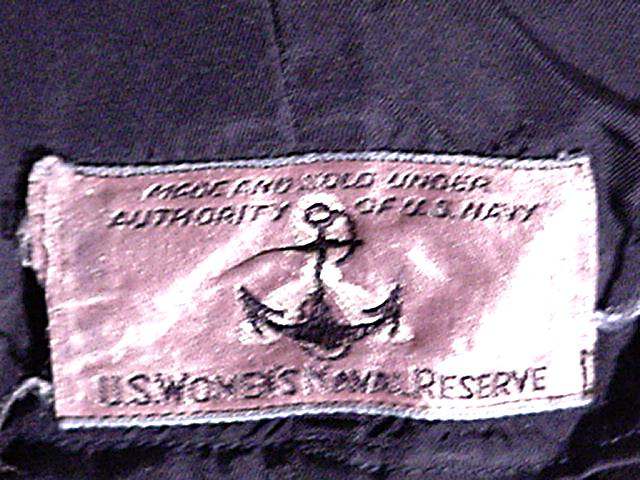 MADE AND SOLD UNDER
AUTHORITY OF U.S. NAVY
U.S. WOMEN'S NAVAL RESERVE